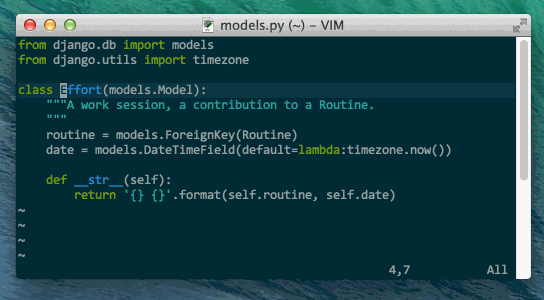 models.py (~) – VIM
from django.db import models
from django.utils import timezone
class Effort(models.Model):
    """A work session, a contribution to a Routine.
    """
    routine = models.ForeignKey(Routine)
    date = models.DateTimeField(default=lambda:timezone.now())
    def __str__(self):
        return '{} {}'.format(self.routine, self.date)
~
~
~
~
4,7 All